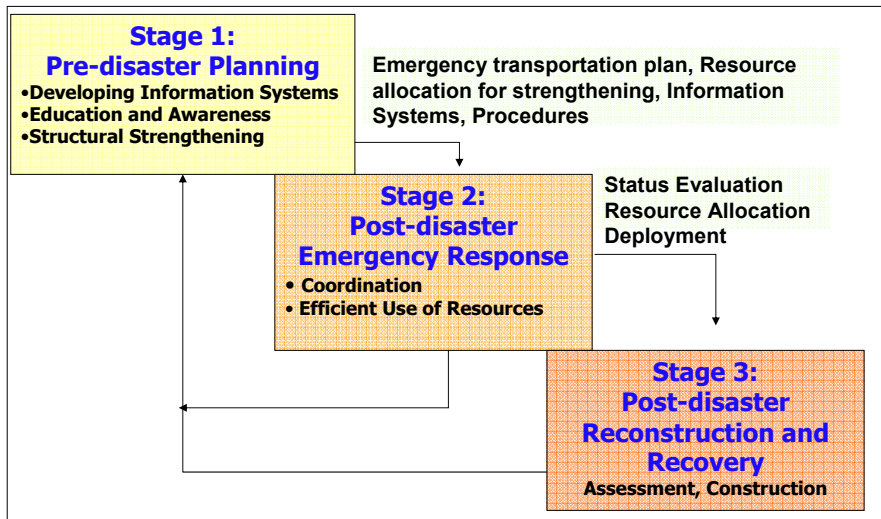 Stage 1:
Pre-disaster Planning
•Developing Information Systems
•Education and Awareness
•Structural Strengthening
Emergency transportation plan, Resource
allocation for strengthening, Information
Systems, Procedures
Stage 2:
Post-disaster
Emergency Response
• Coordination
• Efficient Use of Resources
Status Evaluation
Resource Allocation
Deployment
Stage 3:
Post-disaster
Reconstruction and
Recovery
Assessment, Construction